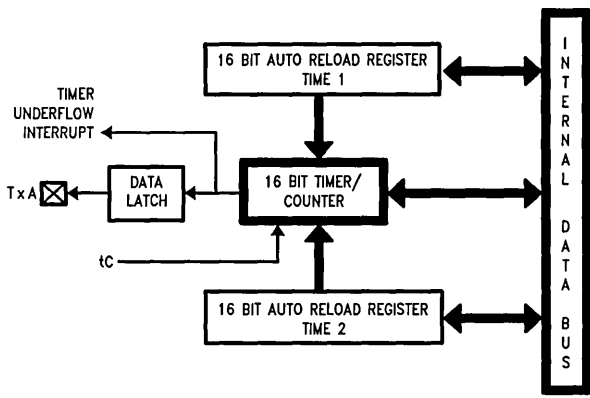 16 BIT AUTO RELOAD REGISTER
TIME 1
TIMER
UNDERFLOW
INTERRUPT
TxA
DATA
LATCH
16 BIT TIMER/
COUNTER
tC
16 BIT AUTO RELOAD REGISTER
TIME 2
INTERNAL DATA BUS